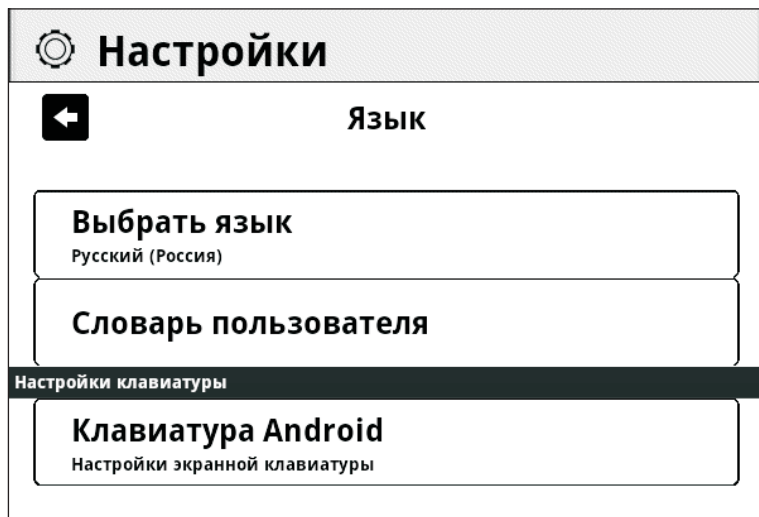 Настройки
Язык
Выбрать язык
Русский (Россия)
Словарь пользователя
Настройки клавиатуры
Клавиатура Android
Настройки экранной клавиатуры